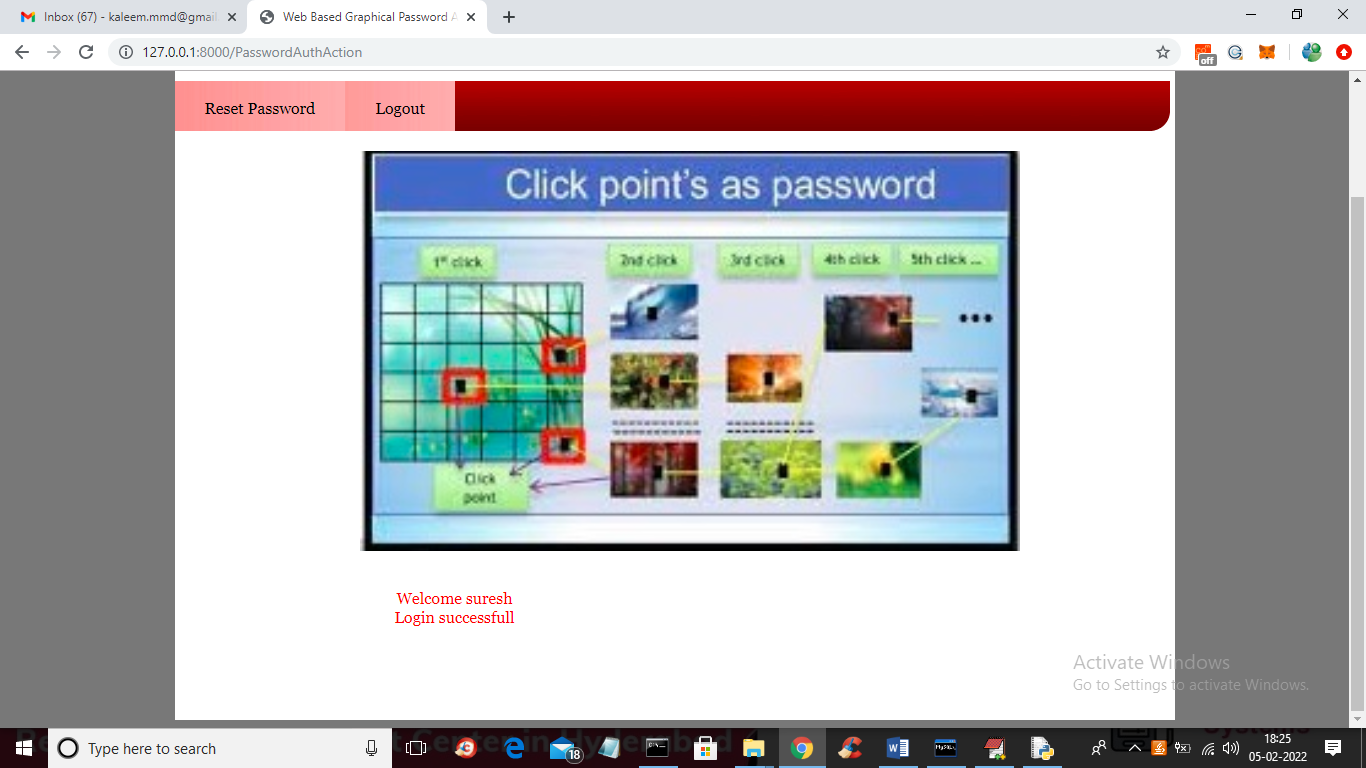 Inbox (67) - kaleem.mmd@gmai
Web Based Graphical Password A
127.0.0.1:8000/PasswordAuthAction
off
Reset Password
Logout
Click point's as password
1st click
2nd click
3rd click
4th click
5th click ...
Click
point
Welcome suresh
Login successfull
Activate Windows
Go to Settings to activate Windows.
Type here to search
18
18:25
05-02-2022